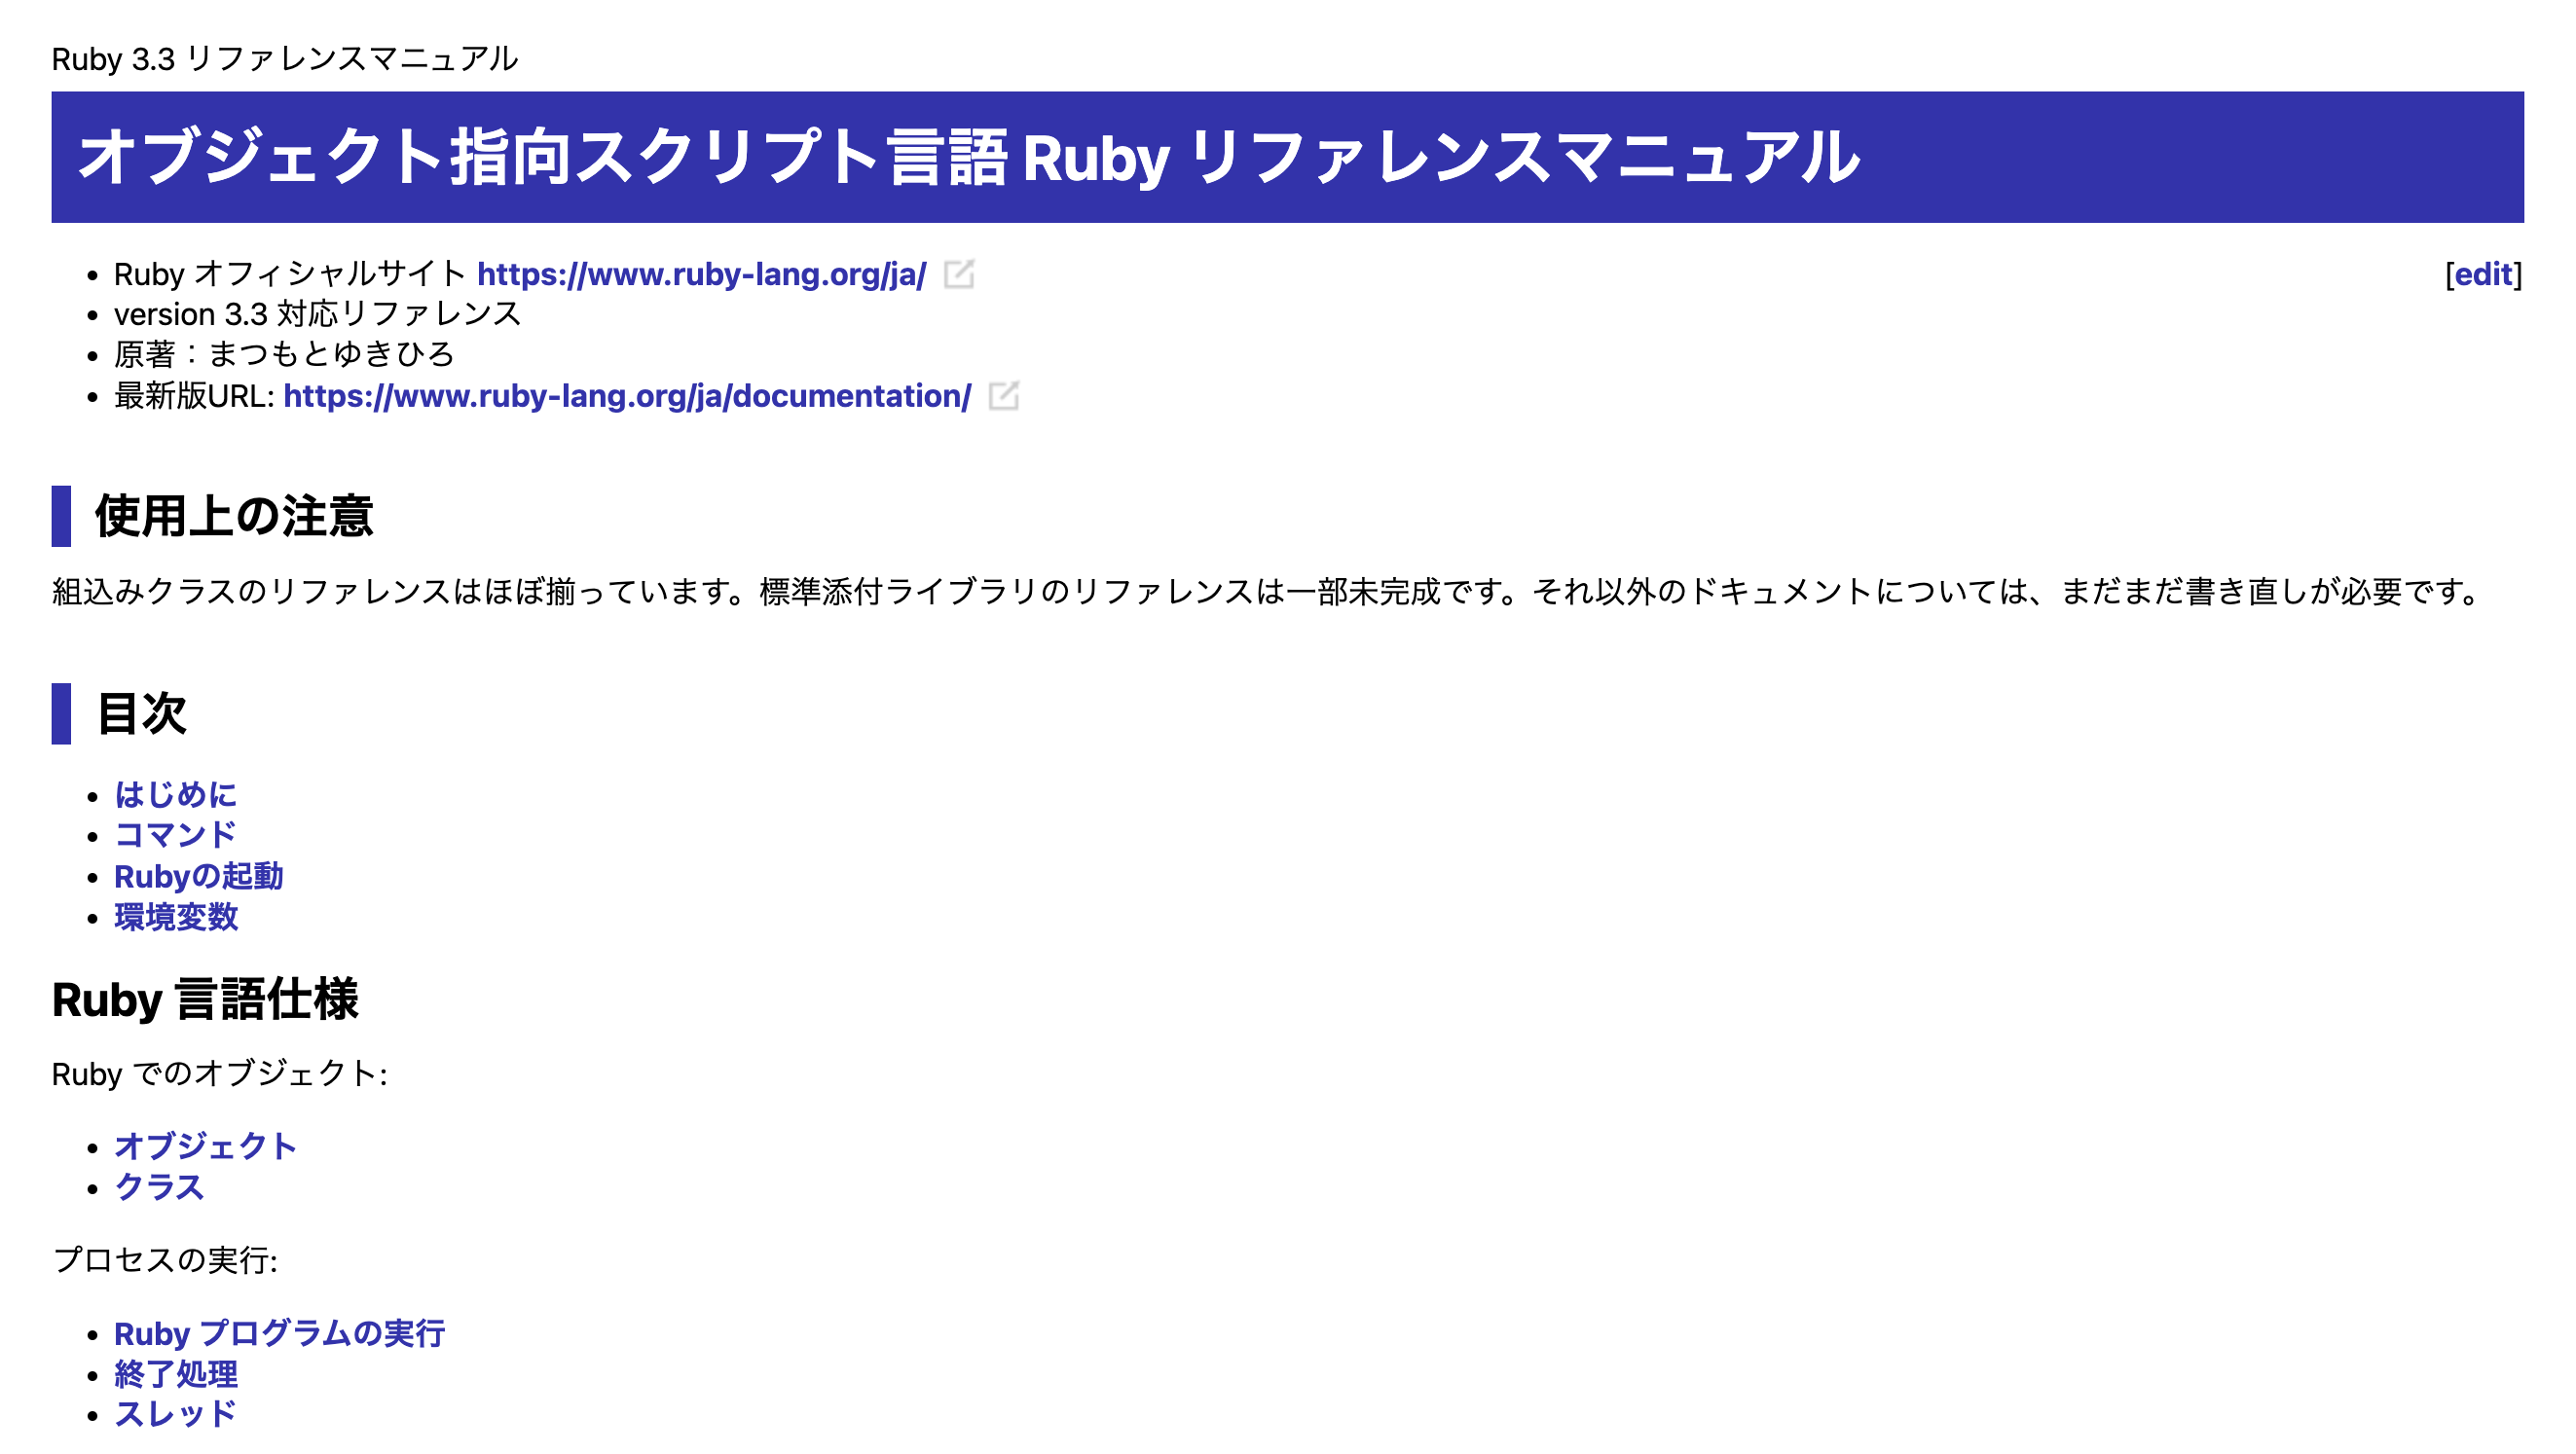 Ruby 3.3 リファレンスマニュアル
オブジェクト指向スクリプト言語 Ruby リファレンスマニュアル
Ruby オフィシャルサイト https://www.ruby-lang.org/ja/ [edit]
version 3.3 対応リファレンス
原著：まつもとゆきひろ
最新版URL: https://www.ruby-lang.org/ja/documentation/
使用上の注意
組込みクラスのリファレンスはほぼ揃っています。標準添付ライブラリのリファレンスは一部未完成です。それ以外のドキュメントについては、まだまだ書き直しが必要です。
目次
はじめに
コマンド
Rubyの起動
環境変数
Ruby 言語仕様
Ruby でのオブジェクト:
オブジェクト
クラス
プロセスの実行:
Ruby プログラムの実行
終了処理
スレッド